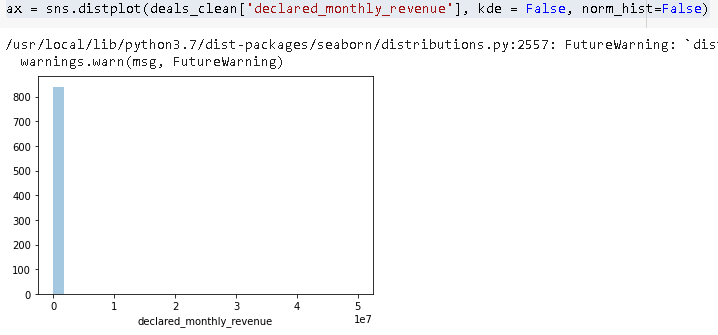 ax = sns.distplot(deals_clean['declared_monthly_revenue'], kde = False, norm_hist=False)
/usr/local/lib/python3.7/dist-packages/seaborn/distributions.py:2557: FutureWarning: `dis
warnings.warn(msg, FutureWarning)
800
700
600
500
400
300
200
100
0
0 1 2 3 4 5
1e7
declared_monthly_revenue